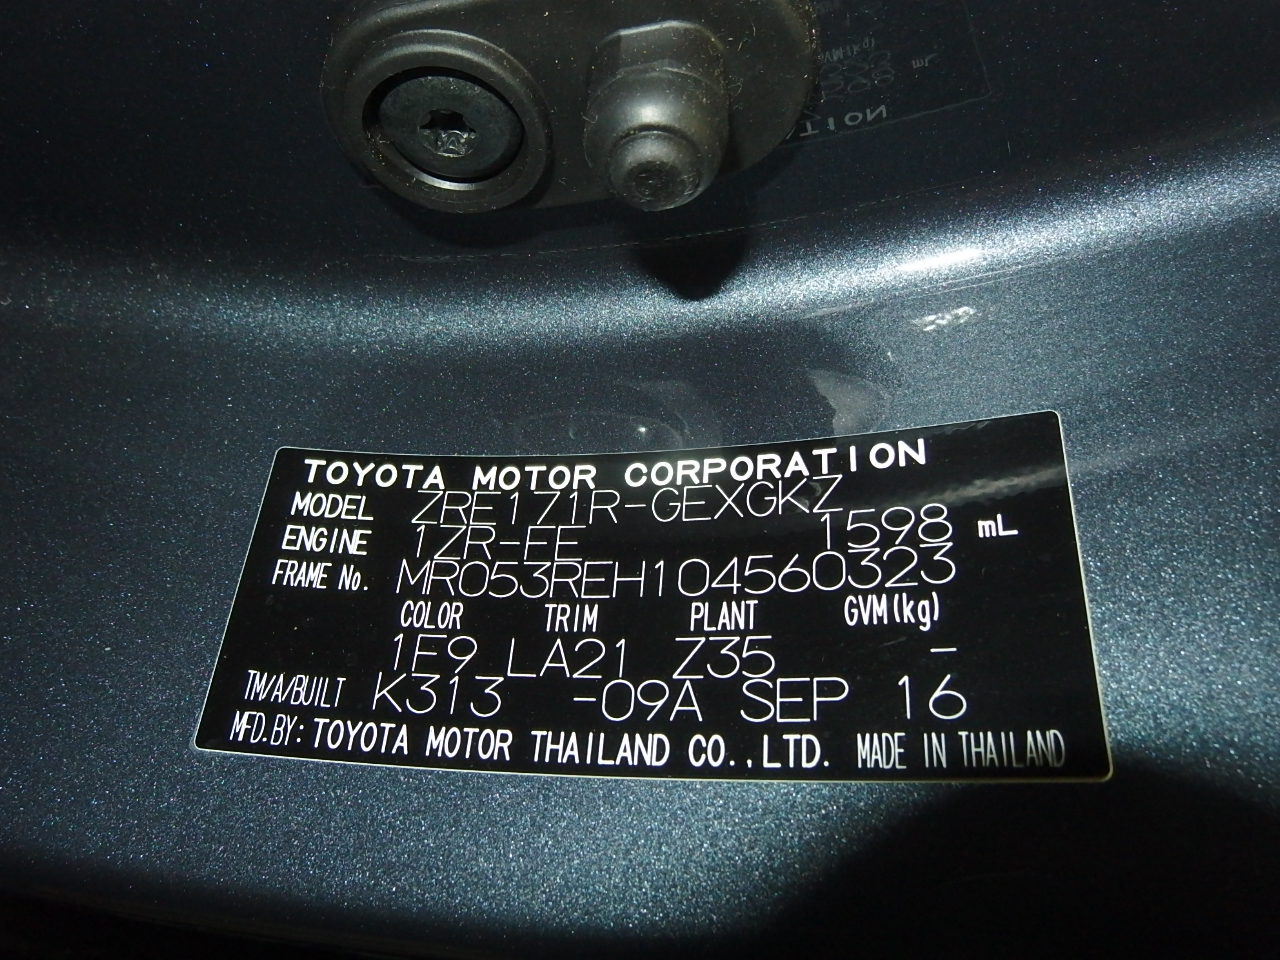 TOYOTA MOTOR CORPORATION
MODEL ZRE171R-GEXGKZ
ENGINE 1ZR-FE 1598 mL
FRAME No. MR053REH104560323
COLOR TRIM PLANT GVM(kg)
1E9 LA21 Z35 -
TM/A/BUILT K313 -09A SEP 16
MFD.BY: TOYOTA MOTOR THAILAND CO.,LTD. MADE IN THAILAND